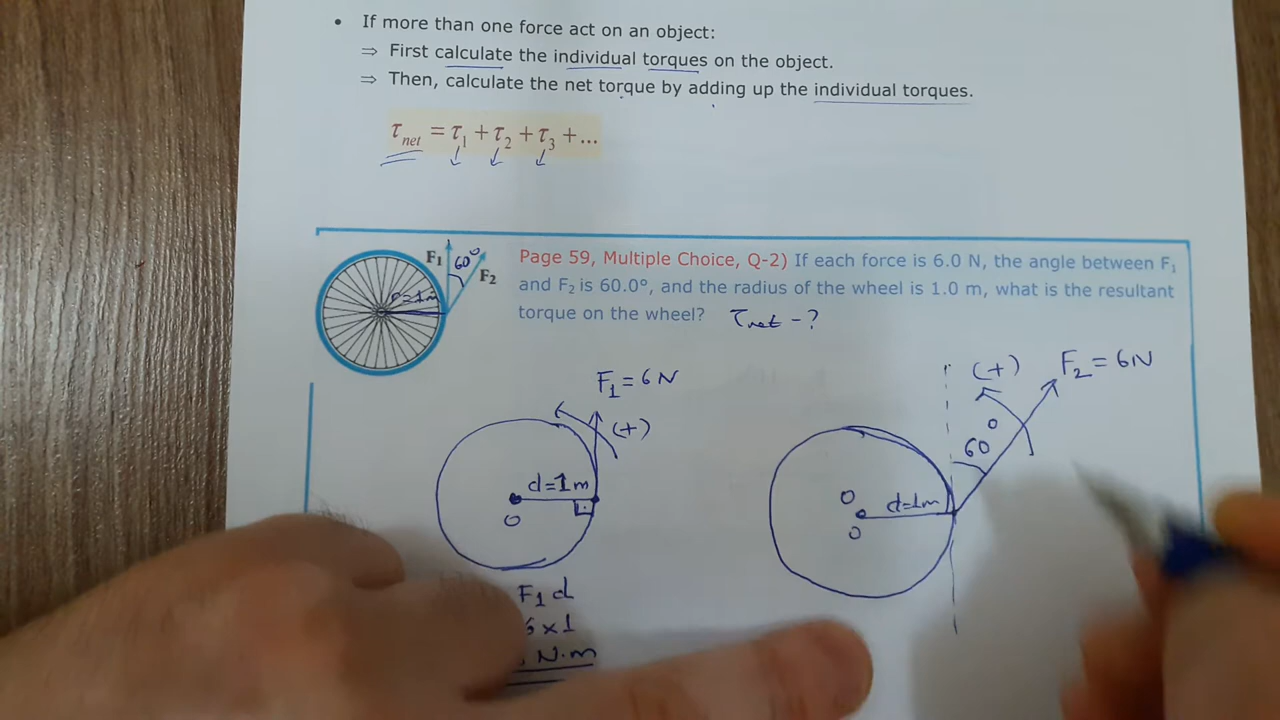 • If more than one force act on an object:
⇒ First calculate the individual torques on the object.
⇒ Then, calculate the net torque by adding up the individual torques.
τnet = τ1 + τ2 + τ3 + ...
F1 60° F2
r=1m
Page 59, Multiple Choice, Q-2) If each force is 6.0 N, the angle between F1
and F2 is 60.0°, and the radius of the wheel is 1.0 m, what is the resultant
torque on the wheel? τnet - ?
F1 = 6N
(+)
d=1m
O
F1 d
6 x 1
N·m
(+)
F2 = 6N
60°
d=1m
O
O